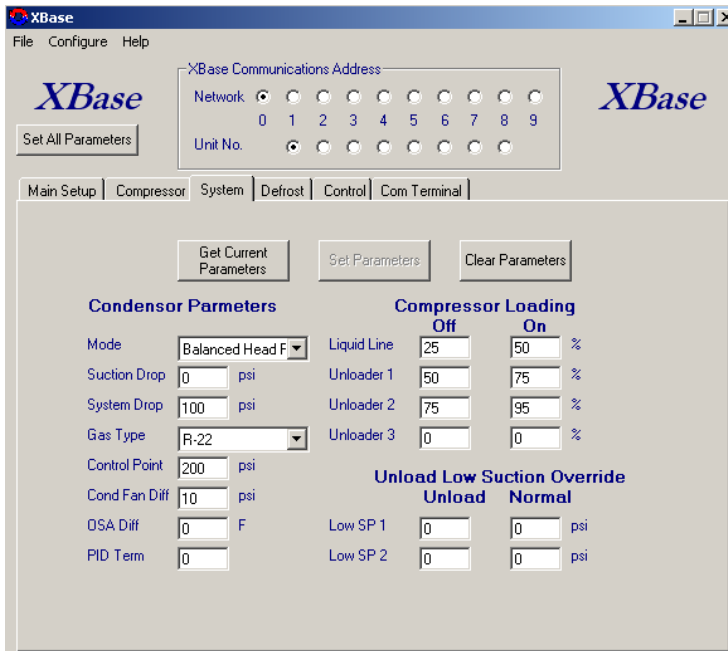 XBase
File Configure Help
XBase Communications Address
XBase
Network
XBase
0 1 2 3 4 5 6 7 8 9
Set All Parameters
Unit No.
Main Setup Compressor System Defrost Control Com Terminal
Get Current Parameters
Set Parameters
Clear Parameters
Condensor Parmeters
Mode Balanced Head F
Suction Drop 0 psi
System Drop 100 psi
Gas Type R-22
Control Point 200 psi
Cond Fan Diff 10 psi
OSA Diff 0 F
PID Term 0
Compressor Loading
Off On
Liquid Line 25 50 %
Unloader 1 50 75 %
Unloader 2 75 95 %
Unloader 3 0 0 %
Unload Low Suction Override
Unload Normal
Low SP 1 0 0 psi
Low SP 2 0 0 psi